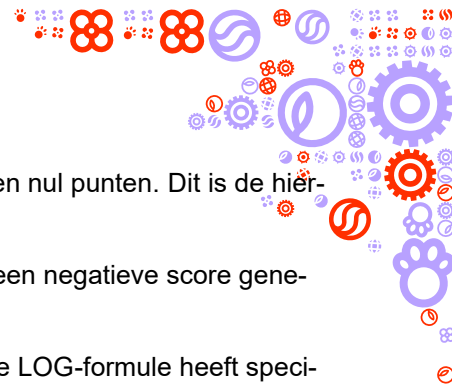 en nul punten. Dit is de hier-
een negatieve score gene-
e LOG-formule heeft speci-